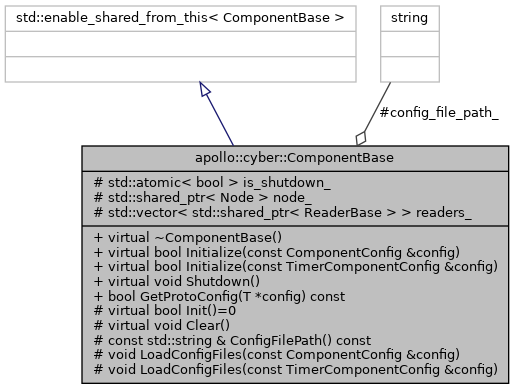 std::enable_shared_from_this< ComponentBase >
string
#config_file_path_
apollo::cyber::ComponentBase
# std::atomic< bool > is_shutdown_
# std::shared_ptr< Node > node_
# std::vector< std::shared_ptr< ReaderBase > > readers_
+ virtual ~ComponentBase()
+ virtual bool Initialize(const ComponentConfig &config)
+ virtual bool Initialize(const TimerComponentConfig &config)
+ virtual void Shutdown()
+ bool GetProtoConfig(T *config) const
# virtual bool Init()=0
# virtual void Clear()
# const std::string & ConfigFilePath() const
# void LoadConfigFiles(const ComponentConfig &config)
# void LoadConfigFiles(const TimerComponentConfig &config)